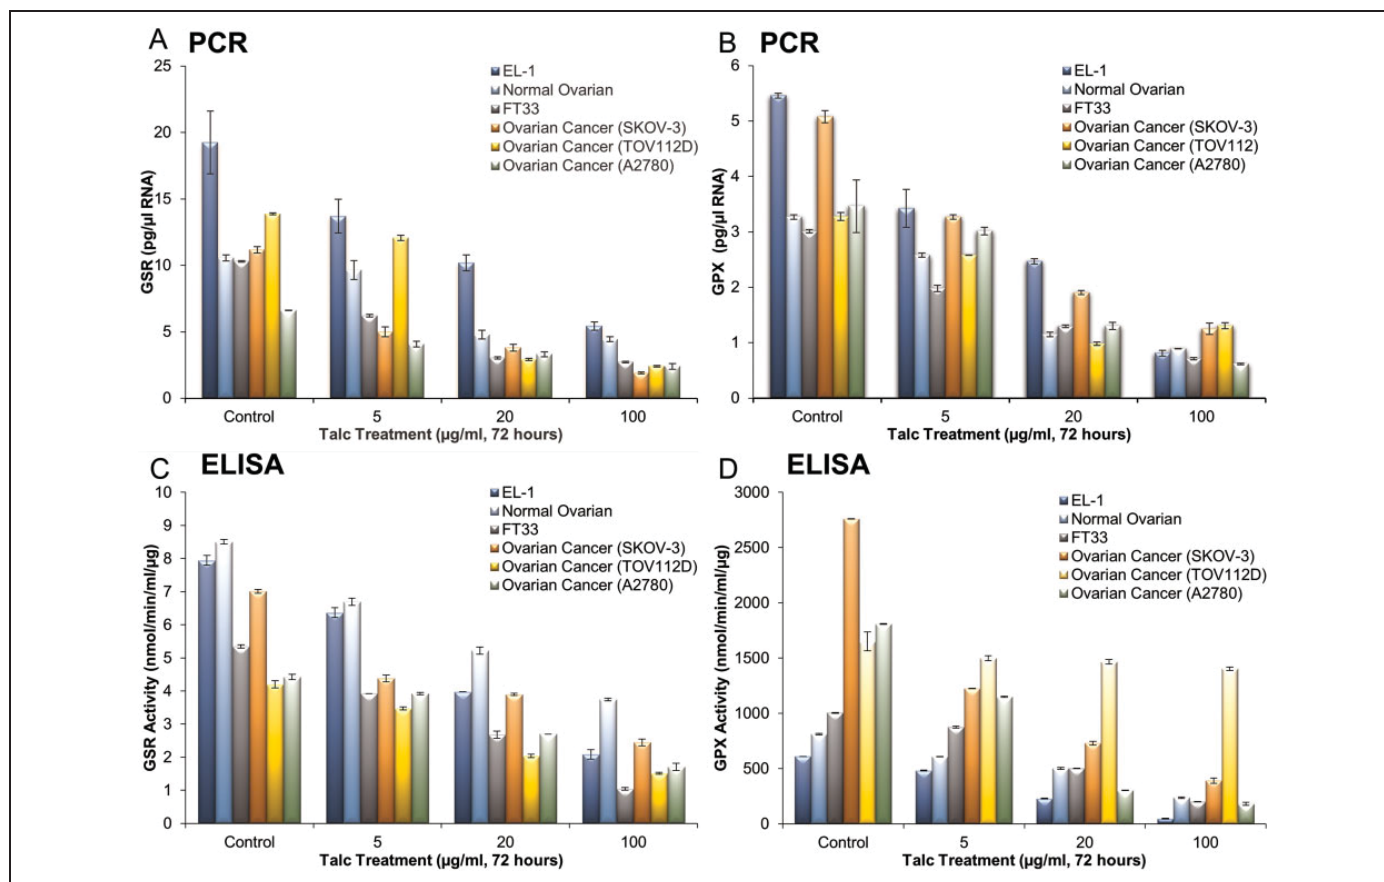 A PCR
GSR (pg/µl RNA)
25
20
15
10
5
0
EL-1
Normal Ovarian
FT33
Ovarian Cancer (SKOV-3)
Ovarian Cancer (TOV112D)
Ovarian Cancer (A2780)
Control 5 20 100
Talc Treatment (µg/ml, 72 hours)
B PCR
GPX (pg/µl RNA)
6
5
4
3
2
1
0
EL-1
Normal Ovarian
FT33
Ovarian Cancer (SKOV-3)
Ovarian Cancer (TOV112)
Ovarian Cancer (A2780)
Control 5 20 100
Talc Treatment (µg/ml, 72 hours)
C ELISA
GSR Activity (nmol/min/ml/µg)
10
9
8
7
6
5
4
3
2
1
0
EL-1
Normal Ovarian
FT33
Ovarian Cancer (SKOV-3)
Ovarian Cancer (TOV112D)
Ovarian Cancer (A2780)
Control 5 20 100
Talc Treatment (µg/ml, 72 hours)
D ELISA
GPX Activity (nmol/min/ml/µg)
3000
2500
2000
1500
1000
500
0
EL-1
Normal Ovarian
FT33
Ovarian Cancer (SKOV-3)
Ovarian Cancer (TOV112D)
Ovarian Cancer (A2780)
Control 5 20 100
Talc Treatment (µg/ml, 72 hours)